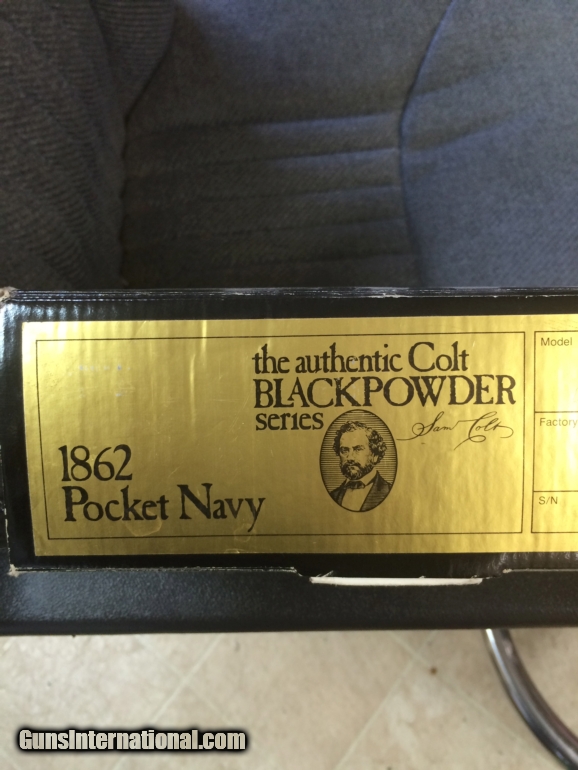 the authentic Colt
BLACKPOWDER
series
Sam Colt
1862
Pocket Navy
Model
Factory
S/N
GunsInternational.com